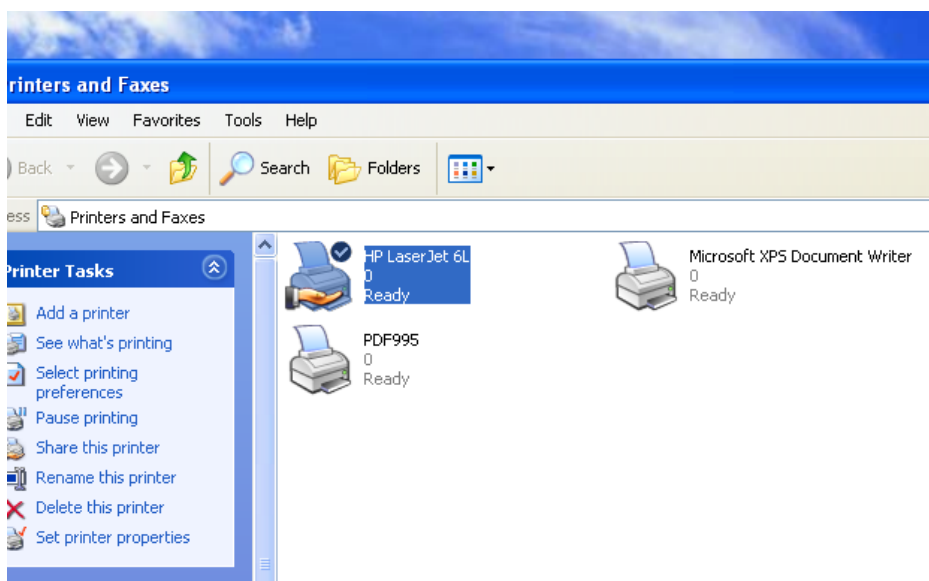 rinters and Faxes
Edit View Favorites Tools Help
Back Search Folders
ess Printers and Faxes
Printer Tasks
Add a printer
See what's printing
Select printing
preferences
Pause printing
Share this printer
Rename this printer
Delete this printer
Set printer properties
HP LaserJet 6L
0
Ready
Microsoft XPS Document Writer
0
Ready
PDF995
0
Ready